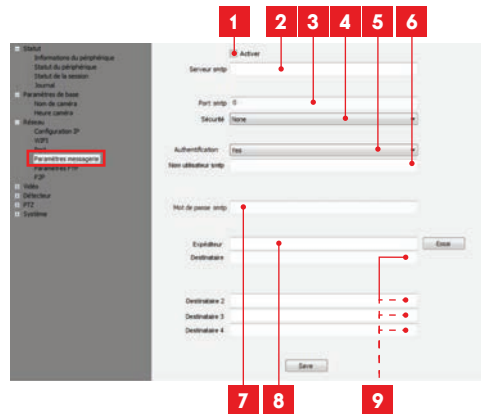 1 2 3 4 5 6
Statut
Informations du périphérique
Statut du périphérique
Statut de la session
Journal
Paramètres de base
Nom de caméra
Heure caméra
Réseau
Configuration IP
WIFI
Port
Paramètres messagerie
Paramètres FTP
P2P
Vidéo
Détecteur
PTZ
Système
Activer
Serveur smtp
Port smtp 0
Sécurité None
Authentification Yes
Nom utilisateur smtp
Mot de passe smtp
Expéditeur Essai
Destinataire
Destinataire 2
Destinataire 3
Destinataire 4
Save
7 8 9